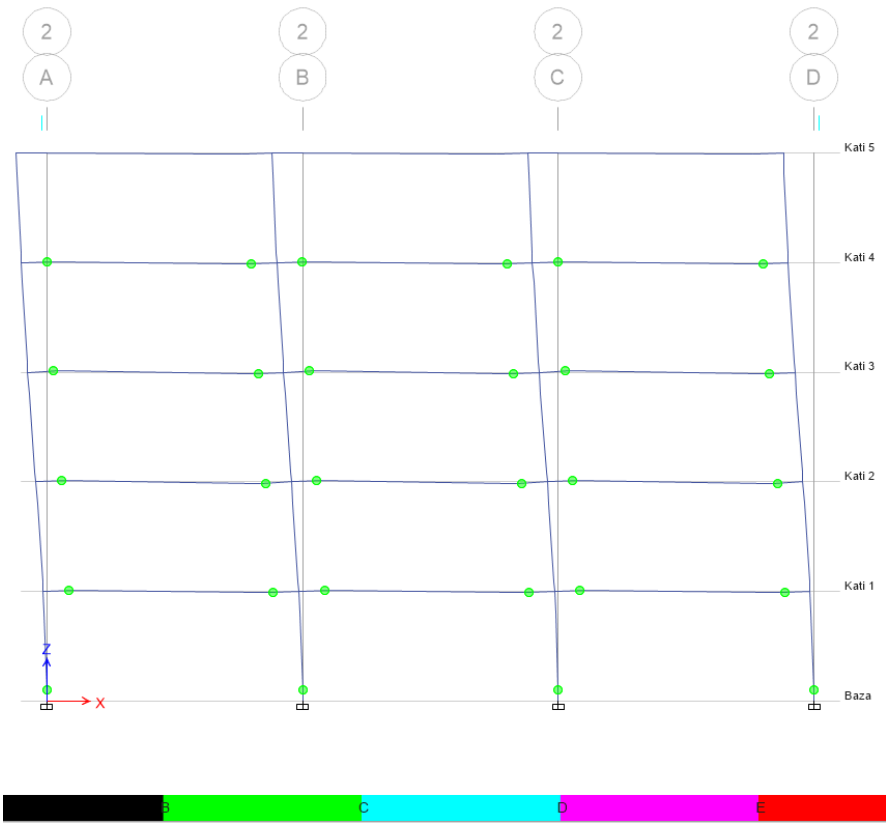 2 2 2 2
A B C D
Kati 5
Kati 4
Kati 3
Kati 2
Kati 1
Z
X
Baza
B C D E